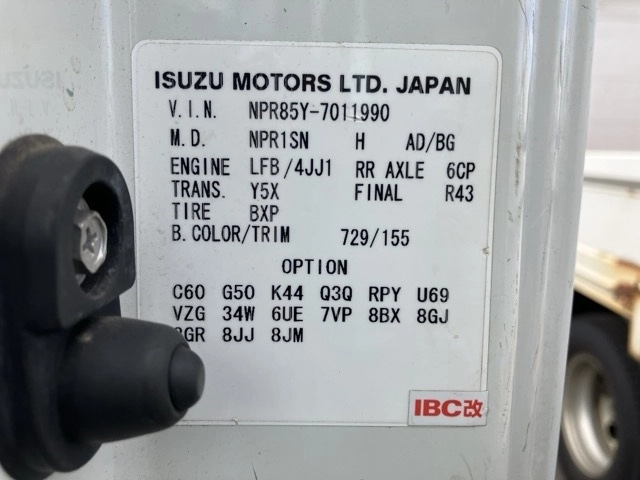 ISUZU MOTORS LTD. JAPAN
V.I.N. NPR85Y-7011990
M.D. NPR1SN H AD/BG
ENGINE LFB/4JJ1 RR AXLE 6CP
TRANS. Y5X FINAL R43
TIRE BXP
B.COLOR/TRIM 729/155
OPTION
C60 G50 K44 Q3Q RPY U69
VZG 34W 6UE 7VP 8BX 8GJ
8JJ 8JM
IBC改